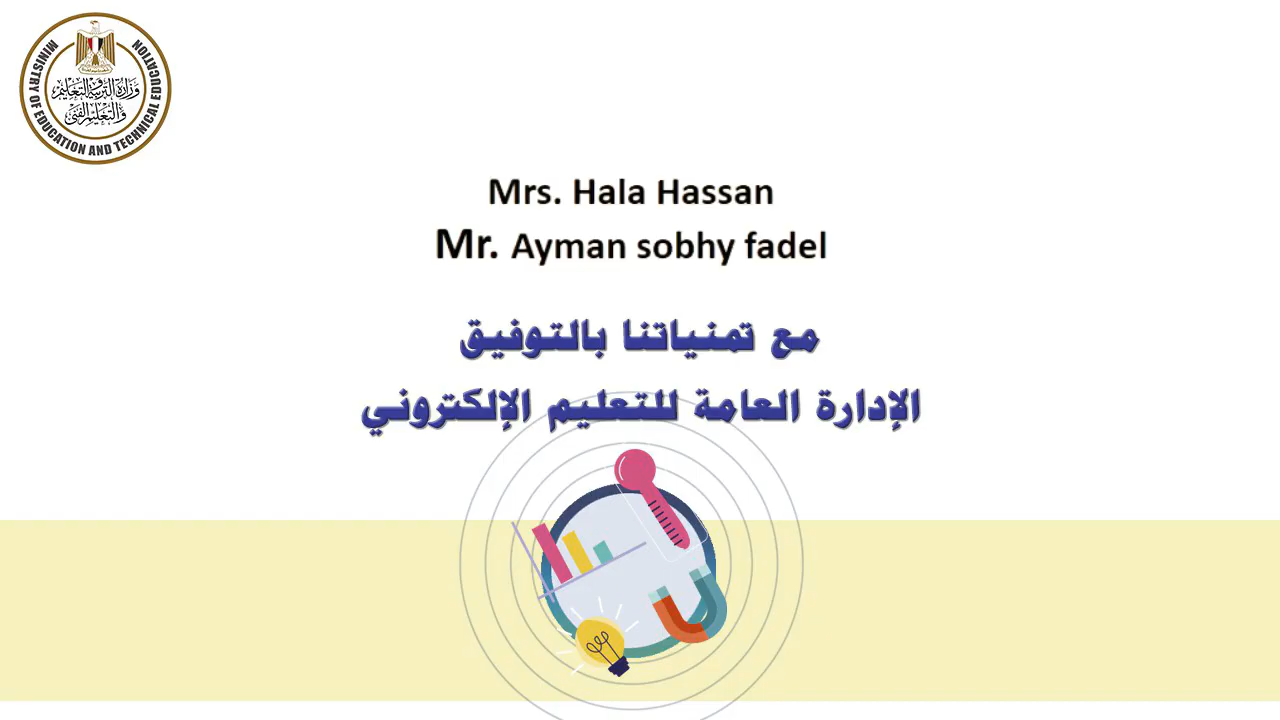 MINISTRY OF EDUCATION AND TECHNICAL EDUCATION
وزارة التربية والتعليم
والتعليم الفني
Mrs. Hala Hassan
Mr. Ayman sobhy fadel
مع تمنياتنا بالتوفيق
الإدارة العامة للتعليم الإلكتروني